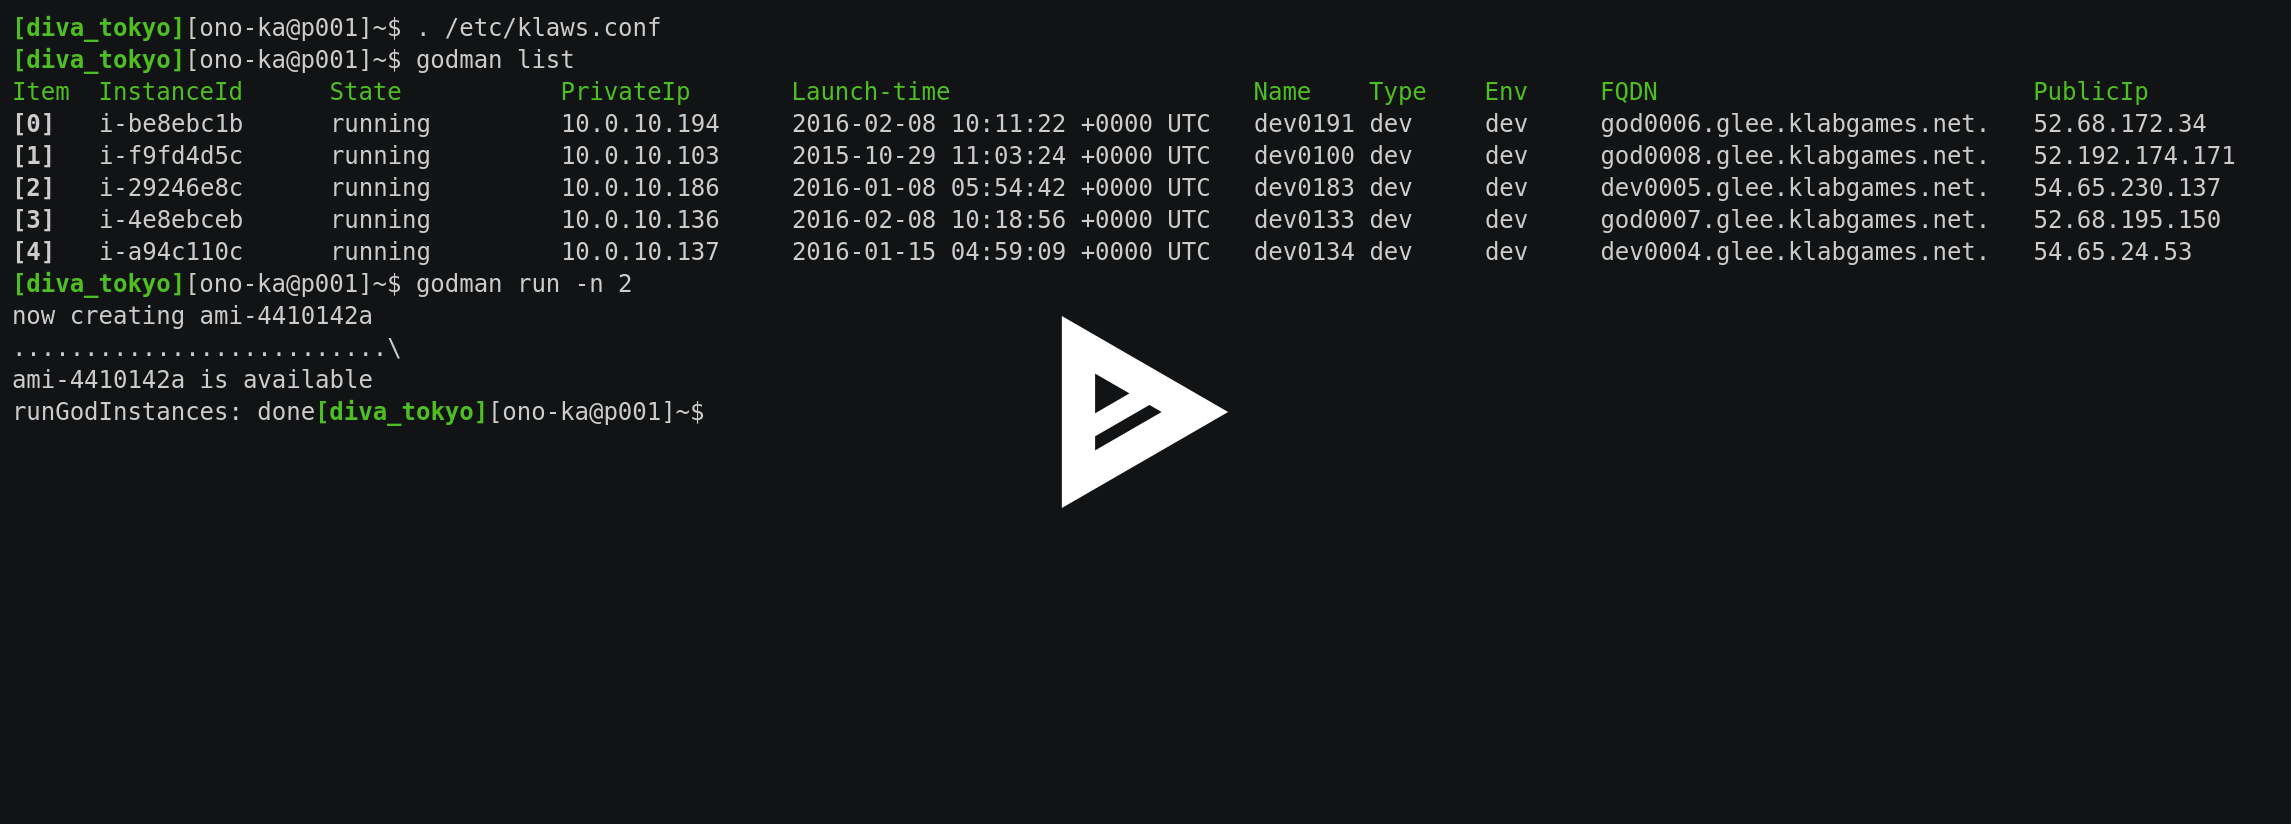 [diva_tokyo][ono-ka@p001]~$ . /etc/klaws.conf
[diva_tokyo][ono-ka@p001]~$ godman list
Item  InstanceId      State           PrivateIp       Launch-time                     Name    Type    Env     FQDN                          PublicIp
[0]   i-be8ebc1b      running         10.0.10.194     2016-02-08 10:11:22 +0000 UTC   dev0191 dev     dev     god0006.glee.klabgames.net.   52.68.172.34
[1]   i-f9fd4d5c      running         10.0.10.103     2015-10-29 11:03:24 +0000 UTC   dev0100 dev     dev     god0008.glee.klabgames.net.   52.192.174.171
[2]   i-29246e8c      running         10.0.10.186     2016-01-08 05:54:42 +0000 UTC   dev0183 dev     dev     dev0005.glee.klabgames.net.   54.65.230.137
[3]   i-4e8ebceb      running         10.0.10.136     2016-02-08 10:18:56 +0000 UTC   dev0133 dev     dev     god0007.glee.klabgames.net.   52.68.195.150
[4]   i-a94c110c      running         10.0.10.137     2016-01-15 04:59:09 +0000 UTC   dev0134 dev     dev     dev0004.glee.klabgames.net.   54.65.24.53
[diva_tokyo][ono-ka@p001]~$ godman run -n 2
now creating ami-4410142a
..........................\
ami-4410142a is available
runGodInstances: done[diva_tokyo][ono-ka@p001]~$